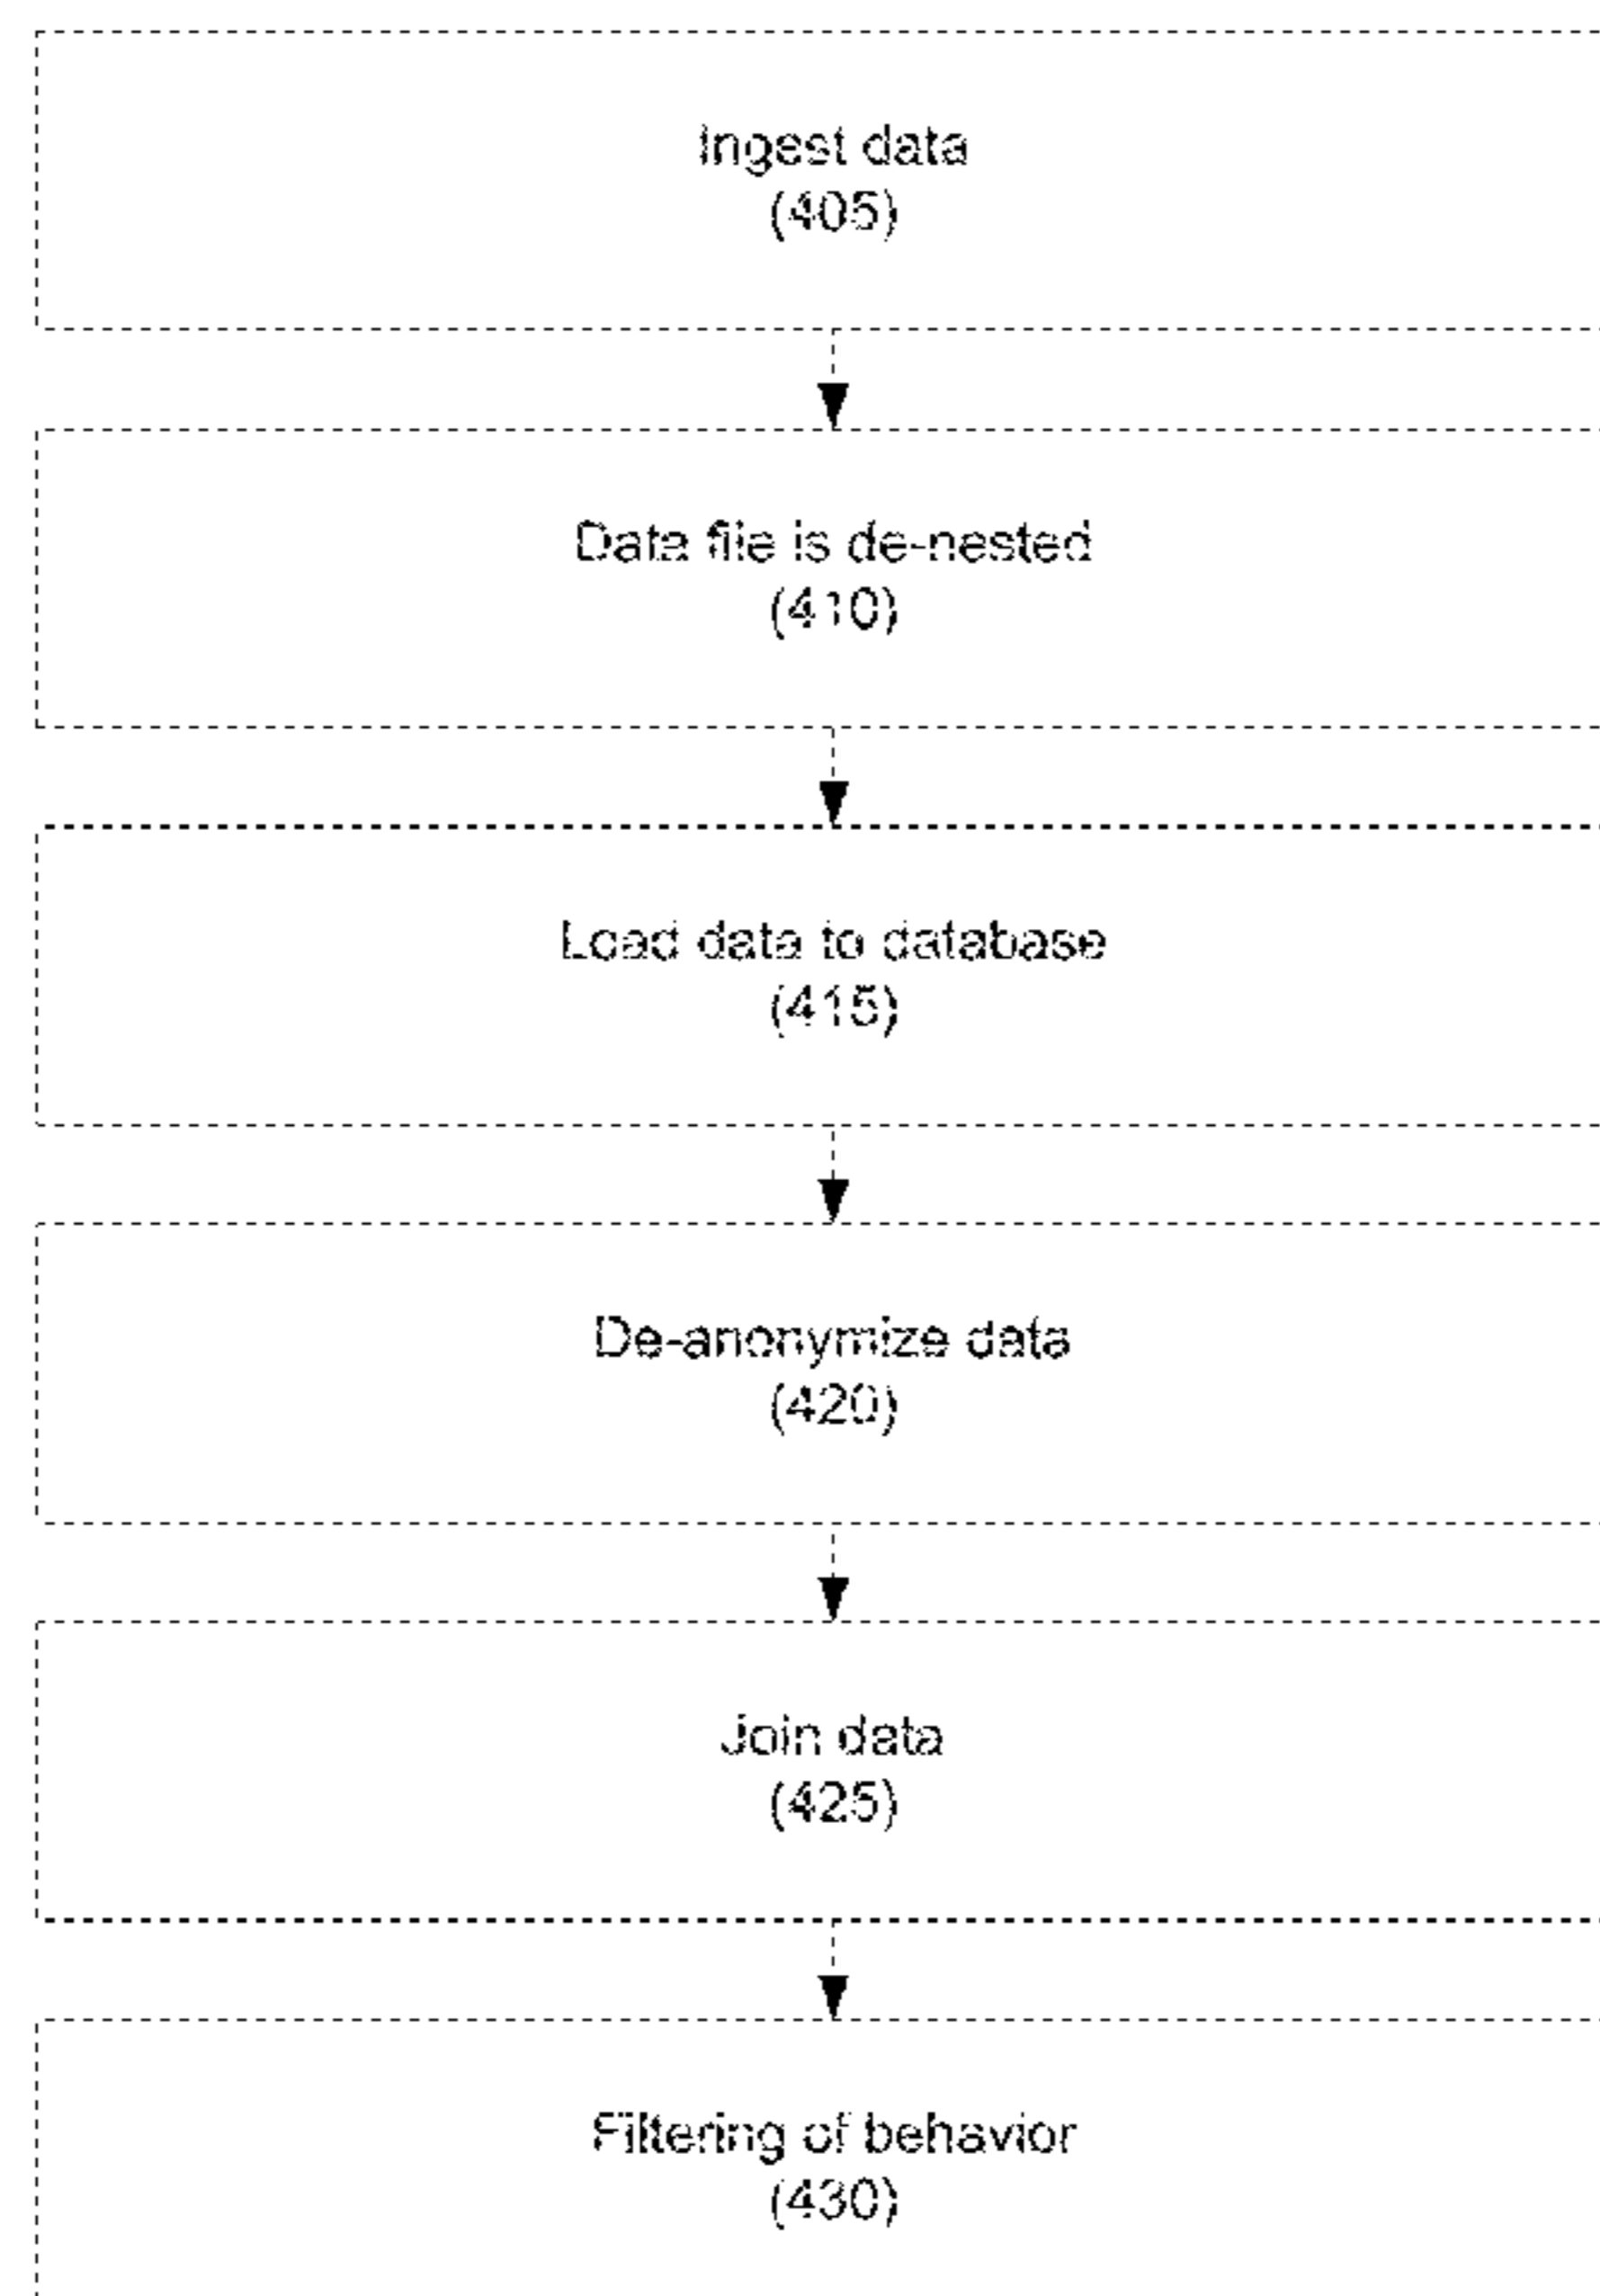 Ingest data
(405)
Data file is de-nested
(410)
Load data to database
(415)
De-anonymize data
(420)
Join data
(425)
Filtering of behavior
(430)